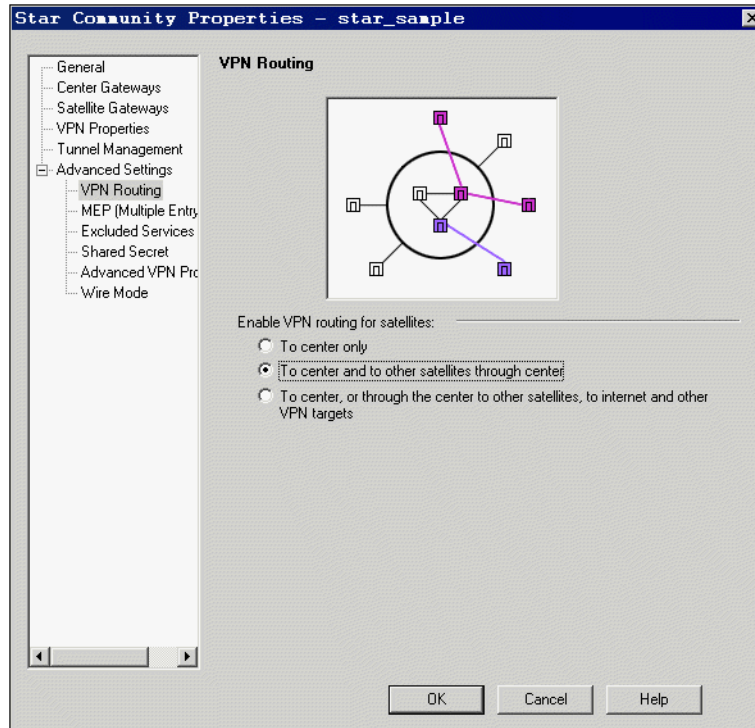 Star Community Properties - star_sample
General
Center Gateways
Satellite Gateways
VPN Properties
Tunnel Management
Advanced Settings
VPN Routing
MEP (Multiple Entry
Excluded Services
Shared Secret
Advanced VPN Pro
Wire Mode
VPN Routing
Enable VPN routing for satellites:
To center only
To center and to other satellites through center
To center, or through the center to other satellites, to internet and other
VPN targets
OK
Cancel
Help